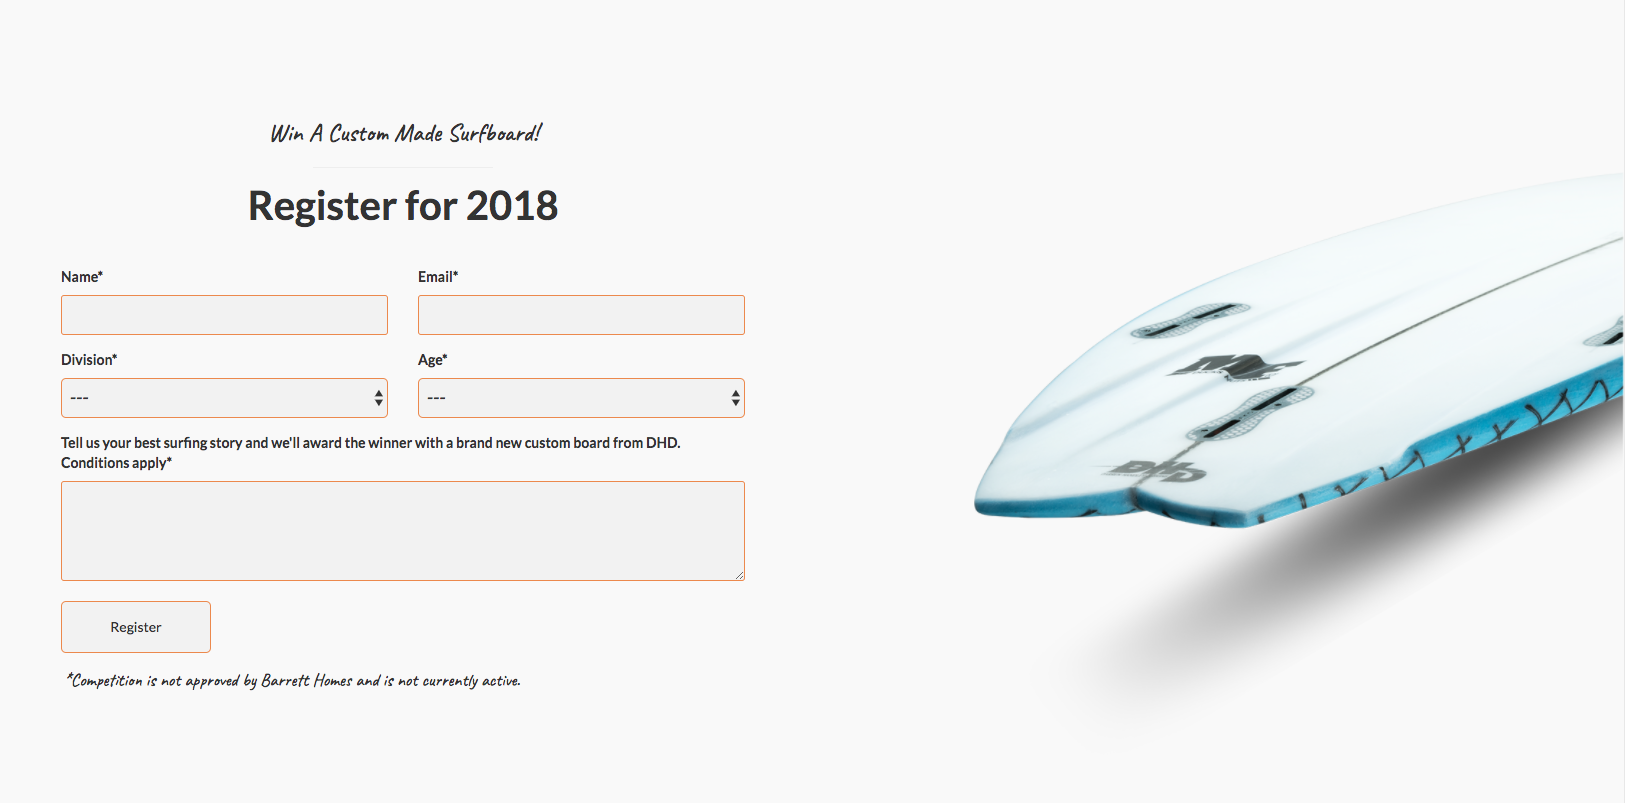 Win A Custom Made Surfboard!
Register for 2018
Name*
Email*
Division*
Age*
---
---
Tell us your best surfing story and we'll award the winner with a brand new custom board from DHD.
Conditions apply*
Register
*Competition is not approved by Barrett Homes and is not currently active.
MF
DHD